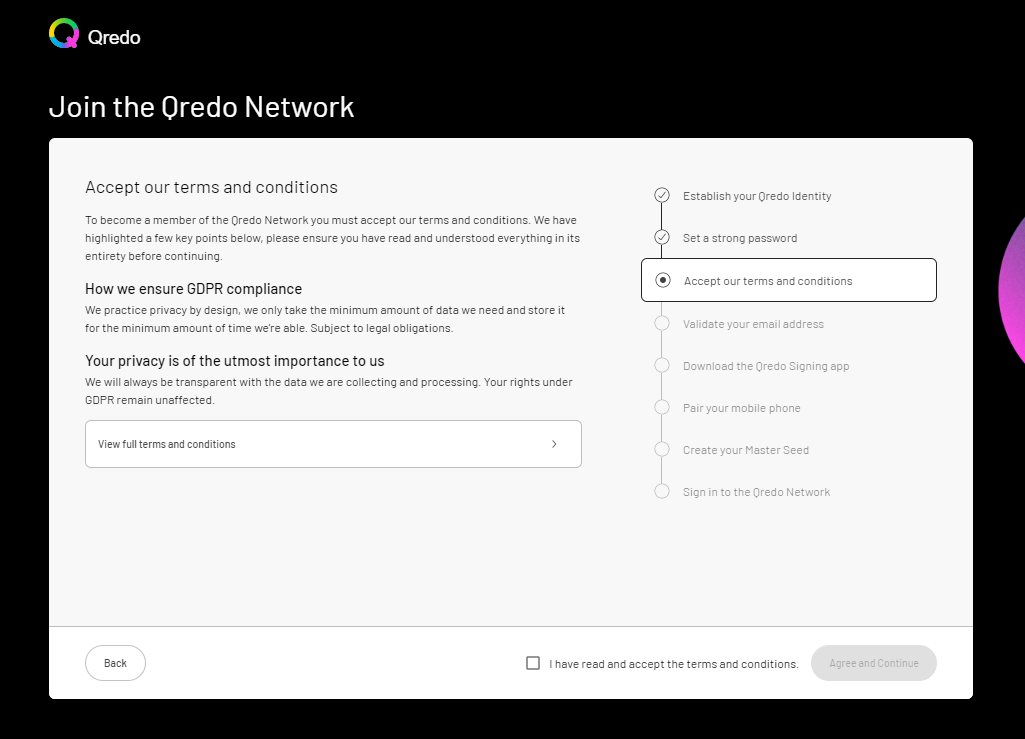 Qredo
Join the Qredo Network
Accept our terms and conditions
To become a member of the Qredo Network you must accept our terms and conditions. We have
highlighted a few key points below, please ensure you have read and understood everything in its
entirety before continuing.
How we ensure GDPR compliance
We practice privacy by design, we only take the minimum amount of data we need and store it
for the minimum amount of time we're able. Subject to legal obligations.
Your privacy is of the utmost importance to us
We will always be transparent with the data we are collecting and processing. Your rights under
GDPR remain unaffected.
View full terms and conditions
Establish your Qredo Identity
Set a strong password
Accept our terms and conditions
Validate your email address
Download the Qredo Signing app
Pair your mobile phone
Create your Master Seed
Sign in to the Qredo Network
Back
I have read and accept the terms and conditions.
Agree and Continue